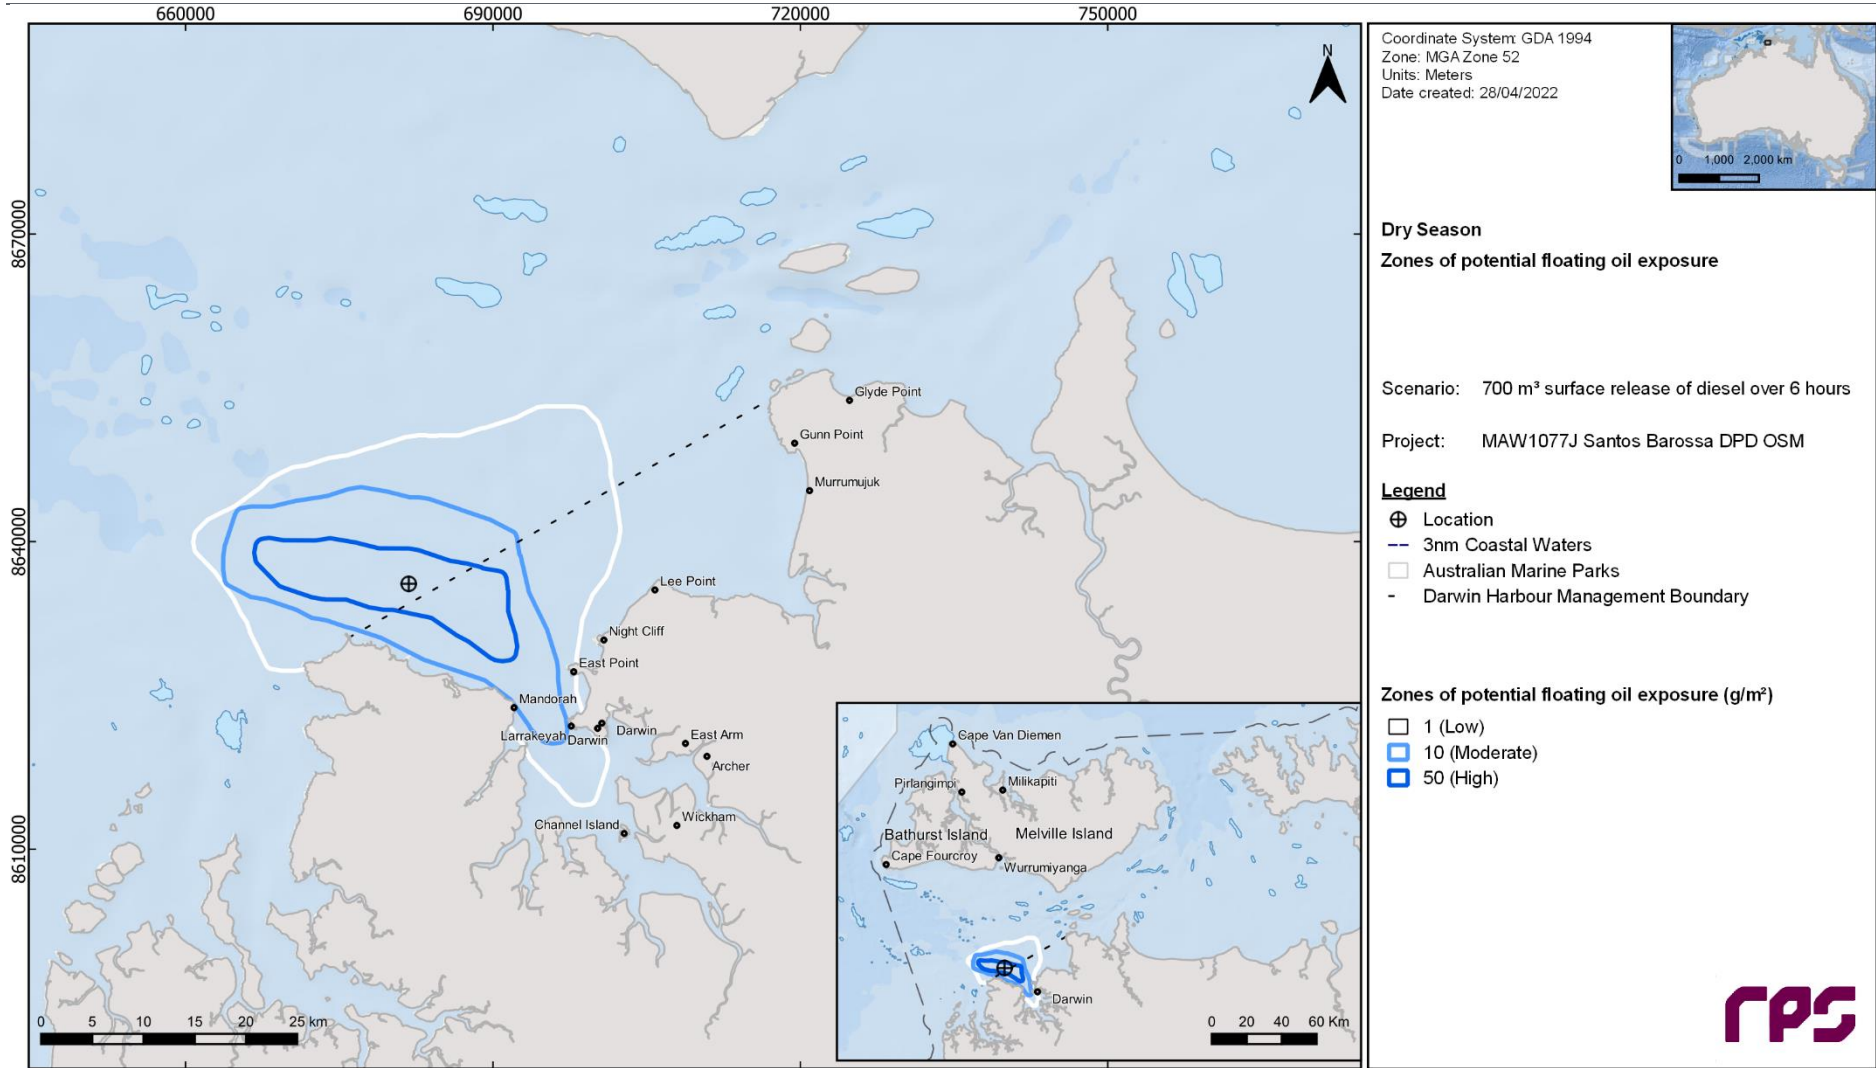 660000
690000
720000
750000
8670000
8640000
8610000
N
Glyde Point
Gunn Point
Murrumujuk
Lee Point
Night Cliff
East Point
Mandorah
Larrakeyah
Darwin
Darwin
East Arm
Archer
Channel Island
Wickham
0 5 10 15 20 25 km
Cape Van Diemen
Pirlangimpi
Milikapiti
Bathurst Island
Melville Island
Cape Fourcroy
Wurrumiyanga
Darwin
0 20 40 60 Km
Coordinate System: GDA 1994
Zone: MGA Zone 52
Units: Meters
Date created: 28/04/2022
0 1,000 2,000 km
Dry Season
Zones of potential floating oil exposure
Scenario: 700 m³ surface release of diesel over 6 hours
Project: MAW1077J Santos Barossa DPD OSM
Legend
Location
3nm Coastal Waters
Australian Marine Parks
Darwin Harbour Management Boundary
Zones of potential floating oil exposure (g/m²)
1 (Low)
10 (Moderate)
50 (High)
rps